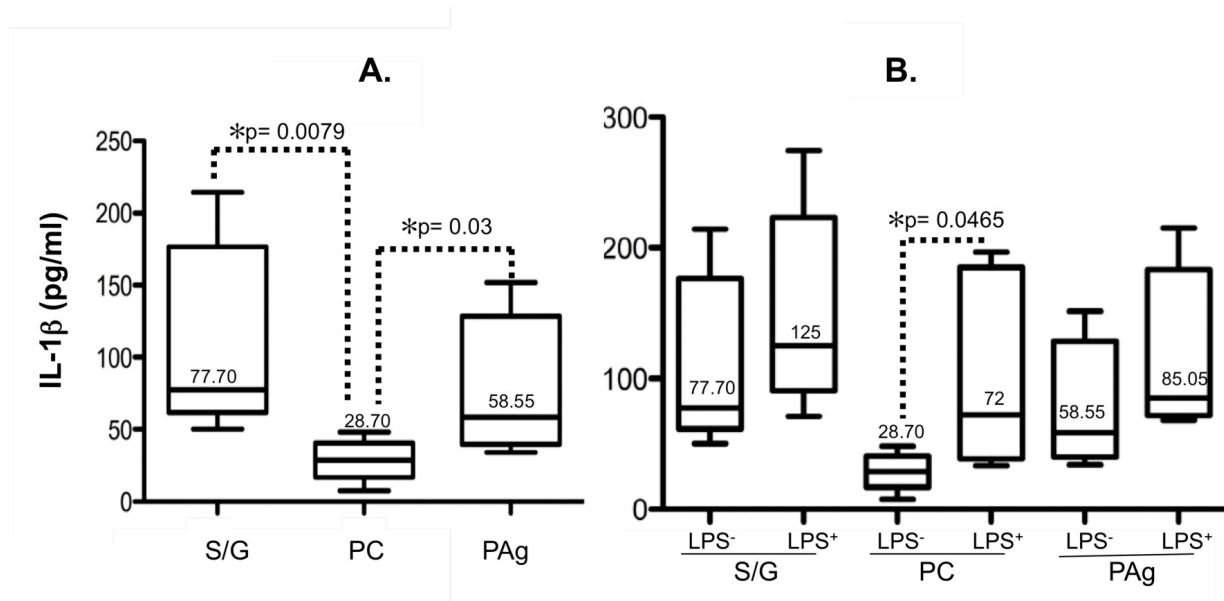 A.
IL-1β (pg/ml)
250
200
150
100
50
0
*p= 0.0079
*p= 0.03
77.70
28.70
58.55
S/G PC PAg
B.
300
200
100
0
*p= 0.0465
77.70
125
28.70
72
58.55
85.05
LPS⁻ LPS⁺ LPS⁻ LPS⁺ LPS⁻ LPS⁺
S/G PC PAg